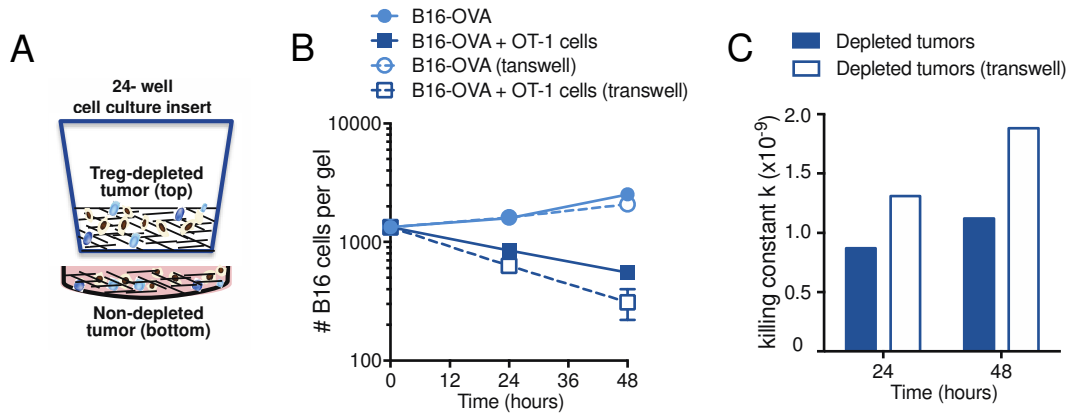 A
24- well
cell culture insert
Treg-depleted
tumor (top)
Non-depleted
tumor (bottom)
B
B16-OVA
B16-OVA + OT-1 cells
B16-OVA (tanswell)
B16-OVA + OT-1 cells (transwell)
# B16 cells per gel
10000
1000
100
0 12 24 36 48
Time (hours)
C
Depleted tumors
Depleted tumors (transwell)
killing constant k (x10-9)
2.0
1.5
1.0
0.5
0
24 48
Time (hours)